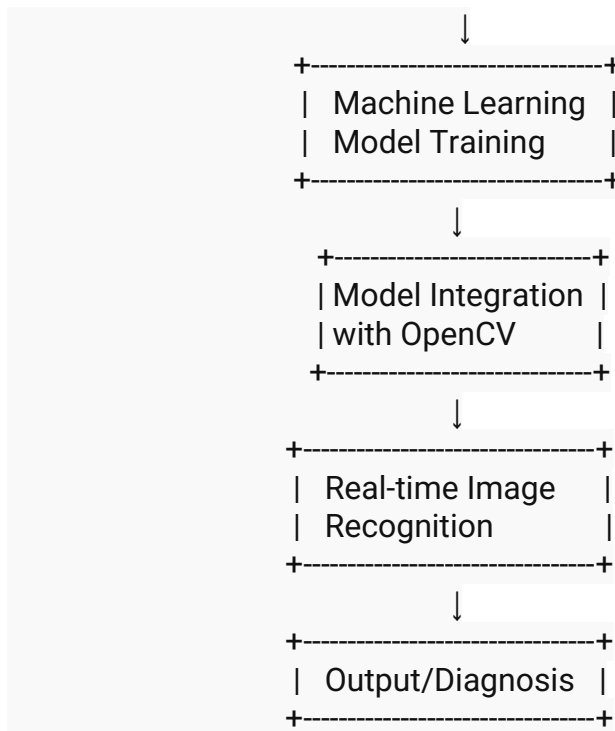 ↓
+--------------------------------+
| Machine Learning |
| Model Training |
+--------------------------------+
↓
+----------------------------+
| Model Integration |
| with OpenCV |
+-----------------------------+
↓
+--------------------------------+
| Real-time Image |
| Recognition |
+--------------------------------+
↓
+--------------------------------+
| Output/Diagnosis |
+--------------------------------+